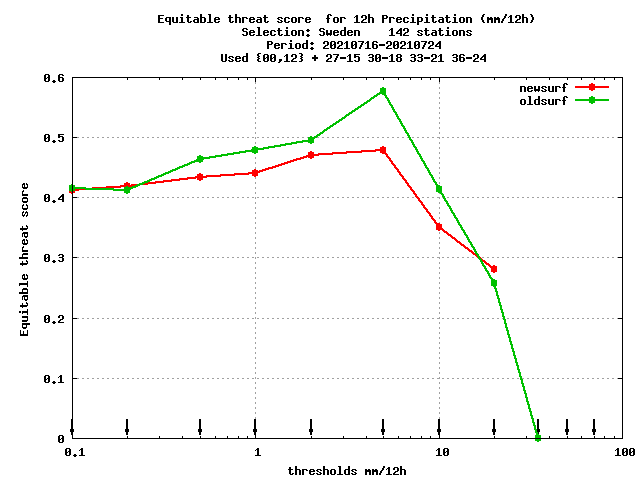 Equitable threat score  for 12h Precipitation (mm/12h)
Selection: Sweden    142 stations
Period: 20210716-20210724
Used {00,12} + 27-15 30-18 33-21 36-24
newsurf
oldsurf
Equitable threat score
0.6
0.5
0.4
0.3
0.2
0.1
0
0.1
1
10
100
thresholds mm/12h